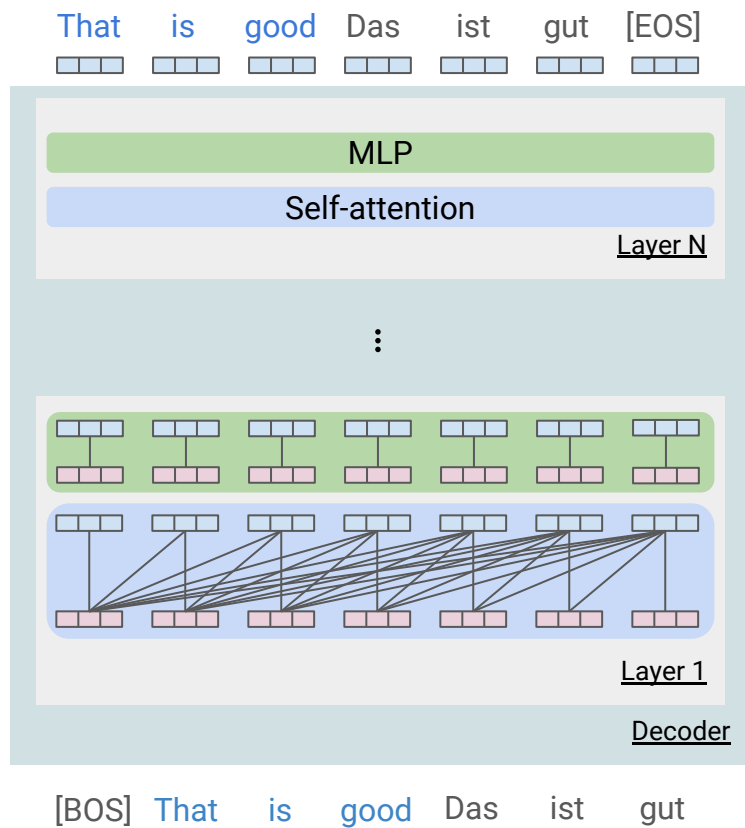 That is good Das ist gut [EOS]
MLP
Self-attention
Layer N
Layer 1
Decoder
[BOS] That is good Das ist gut